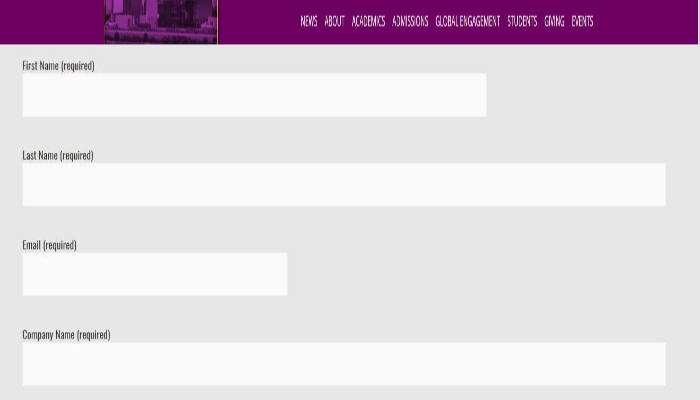 NEWS ABOUT ACADEMICS ADMISSIONS GLOBAL ENGAGEMENT STUDENTS GIVING EVENTS
First Name (required)
Last Name (required)
Email (required)
Company Name (required)